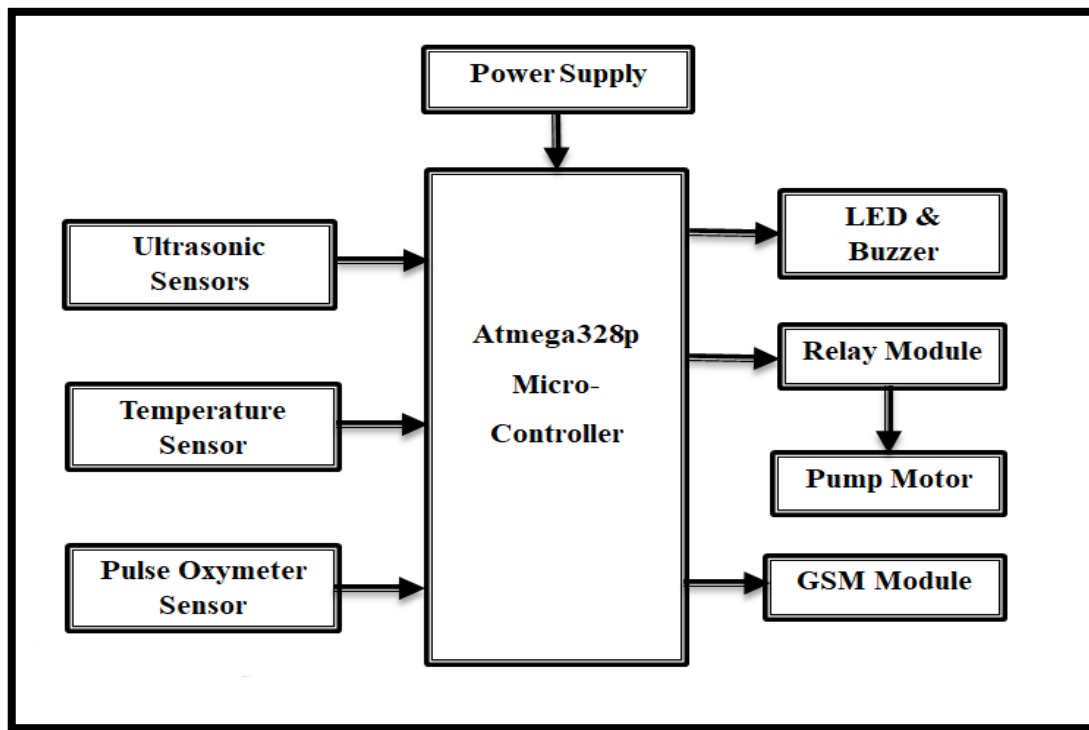 Power Supply
Ultrasonic
Sensors
Temperature
Sensor
Pulse Oxymeter
Sensor
Atmega328p
Micro-
Controller
LED &
Buzzer
Relay Module
Pump Motor
GSM Module